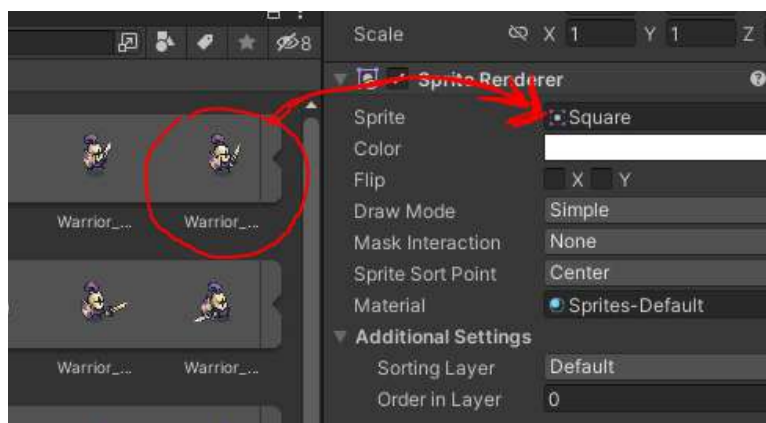 8
Scale X 1 Y 1 Z
Sprite Renderer
Sprite Square
Color
Flip X Y
Draw Mode Simple
Mask Interaction None
Sprite Sort Point Center
Material Sprites-Default
Additional Settings
Sorting Layer Default
Order in Layer 0
Warrior_... Warrior_...
Warrior_... Warrior_...